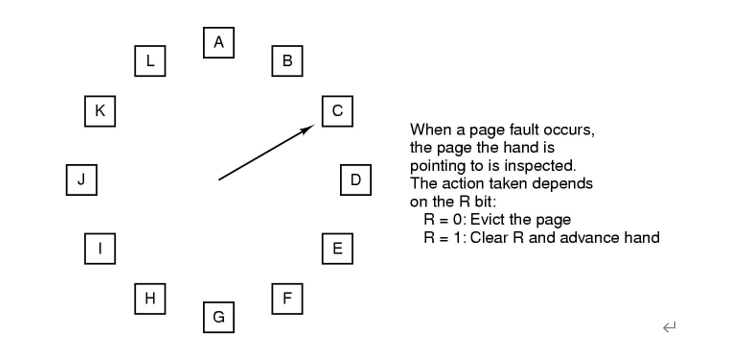 A
L
B
K
C
J
D
I
E
H
F
G
When a page fault occurs,
the page the hand is
pointing to is inspected.
The action taken depends
on the R bit:
R = 0: Evict the page
R = 1: Clear R and advance hand